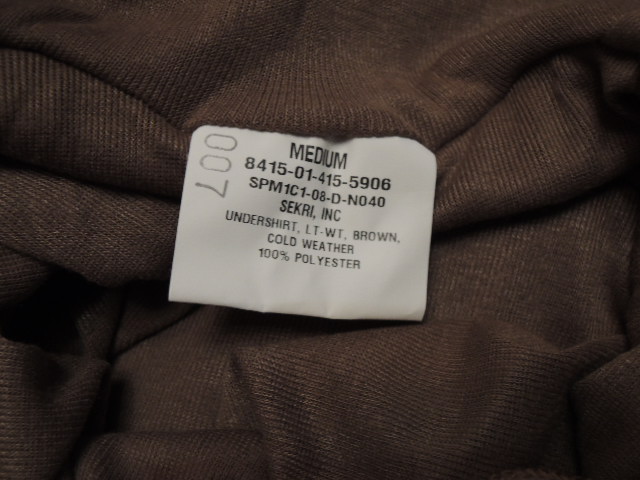 007
MEDIUM
8415-01-415-5906
SPM1C1-08-D-N040
SEKRI, INC
UNDERSHIRT, LT-WT, BROWN,
COLD WEATHER
100% POLYESTER